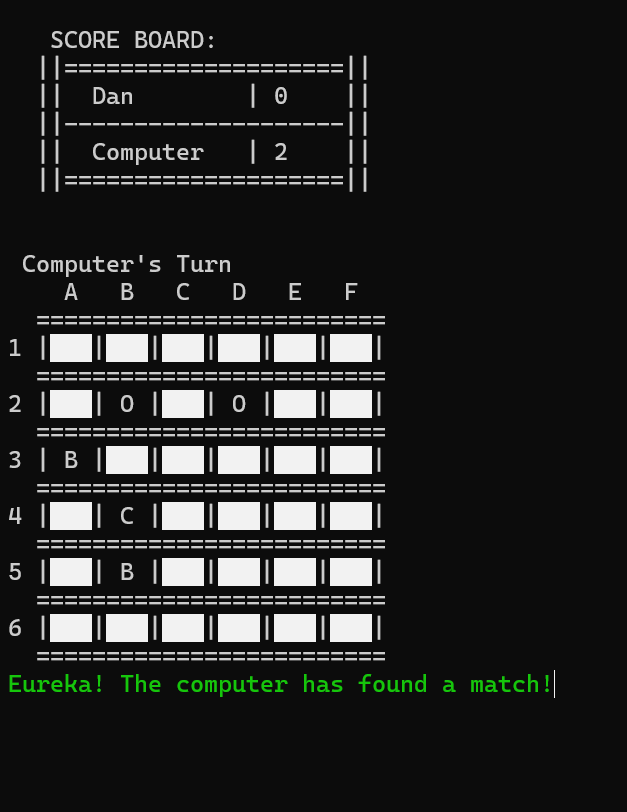 SCORE BOARD:
||====================||
||  Dan        | 0    ||
||--------------------||
||  Computer   | 2    ||
||====================||
Computer's Turn
A   B   C   D   E   F
=========================
1 |   |   |   |   |   |   |
=========================
2 |   | O |   | O |   |   |
=========================
3 | B |   |   |   |   |   |
=========================
4 |   | C |   |   |   |   |
=========================
5 |   | B |   |   |   |   |
=========================
6 |   |   |   |   |   |   |
=========================
Eureka! The computer has found a match!